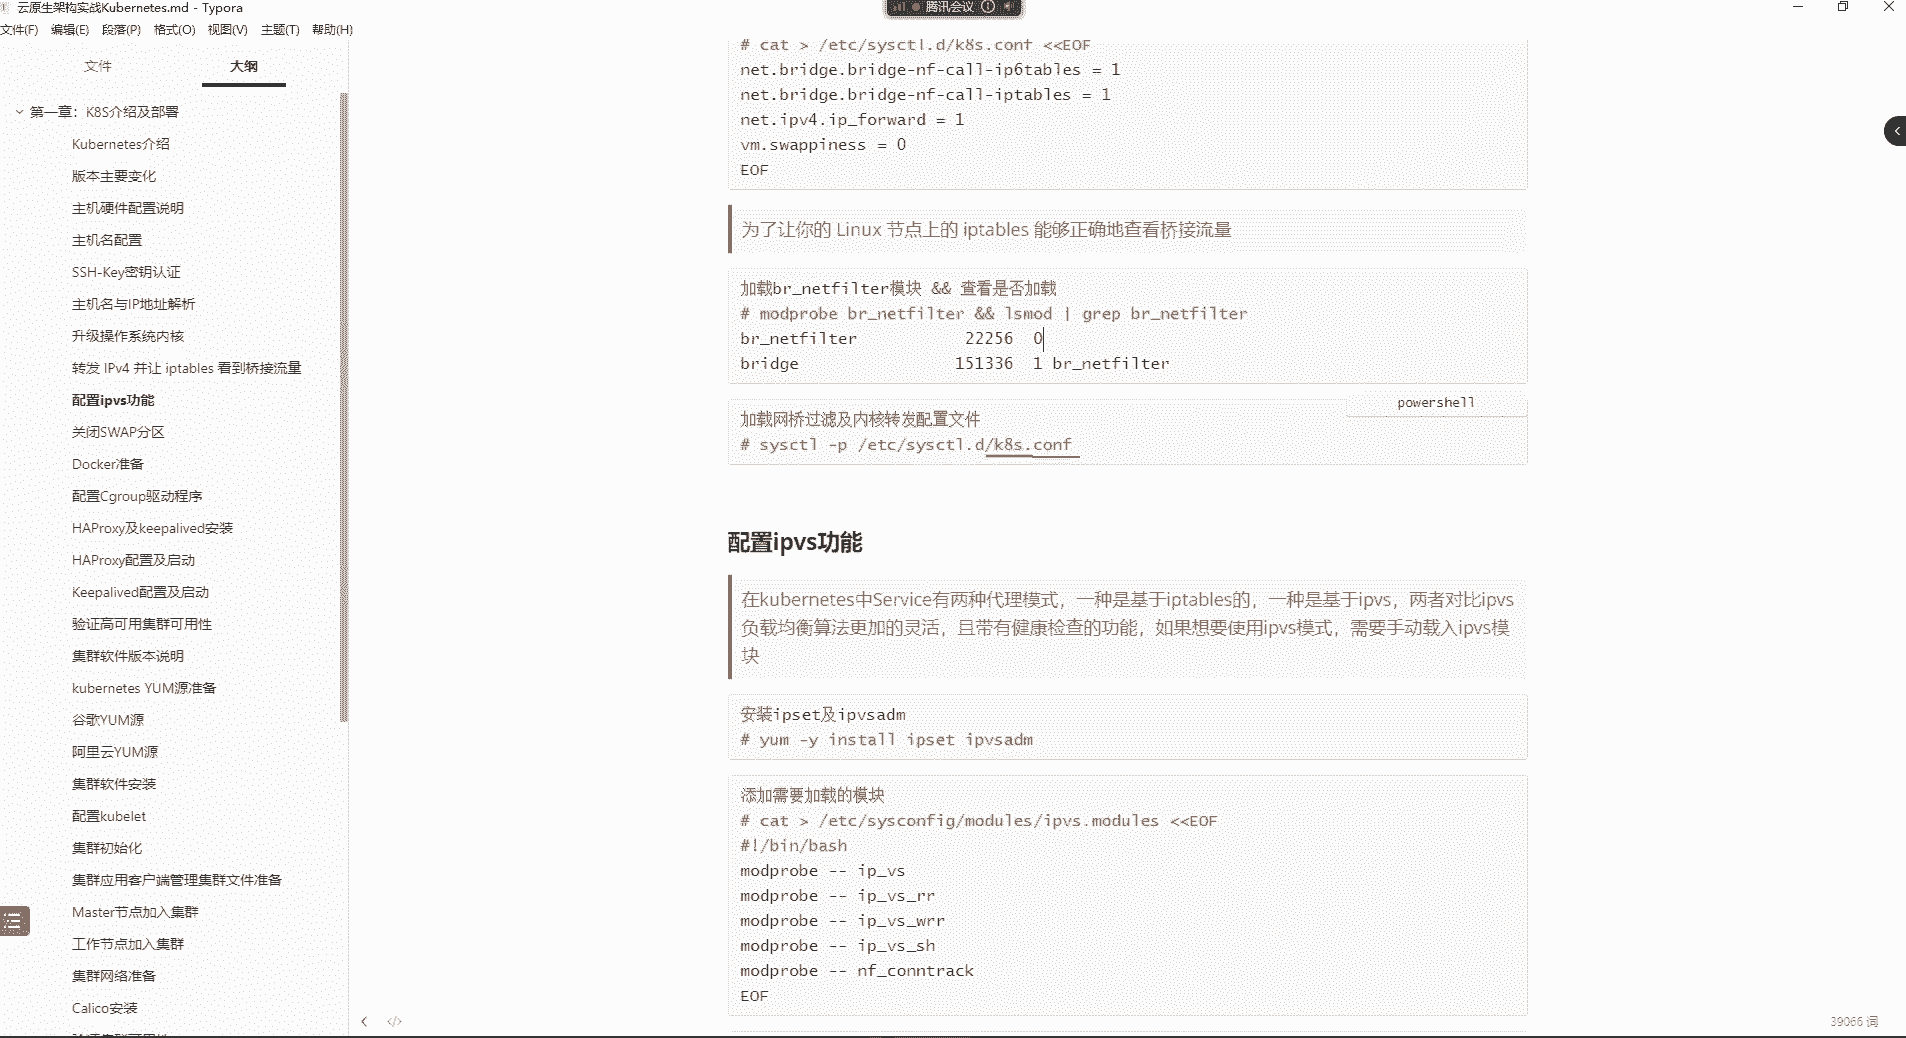 云原生架构实战Kubernetes.md - Typora
腾讯会议
文件(F) 编辑(E) 段落(P) 格式(O) 视图(V) 主题(T) 帮助(H)
文件 大纲
第一章：K8S介绍及部署
Kubernetes介绍
版本主要变化
主机硬件配置说明
主机名配置
SSH-Key密钥认证
主机名与IP地址解析
升级操作系统内核
转发 IPv4 并让 iptables 看到桥接流量
配置ipvs功能
关闭SWAP分区
Docker准备
配置Cgroup驱动程序
HAProxy及keepalived安装
HAProxy配置及启动
Keepalived配置及启动
验证高可用集群可用性
集群软件版本说明
kubernetes YUM源准备
谷歌YUM源
阿里云YUM源
集群软件安装
配置kubelet
集群初始化
集群应用客户端管理集群文件准备
Master节点加入集群
工作节点加入集群
集群网络准备
Calico安装
# cat > /etc/sysctl.d/k8s.conf <<EOF
net.bridge.bridge-nf-call-ip6tables = 1
net.bridge.bridge-nf-call-iptables = 1
net.ipv4.ip_forward = 1
vm.swappiness = 0
EOF
为了让你的 Linux 节点上的 iptables 能够正确地查看桥接流量
加载br_netfilter模块 && 查看是否加载
# modprobe br_netfilter && lsmod | grep br_netfilter
br_netfilter 22256 0
bridge 151336 1 br_netfilter
powershell
加载网桥过滤及内核转发配置文件
# sysctl -p /etc/sysctl.d/k8s.conf
配置ipvs功能
在kubernetes中Service有两种代理模式，一种是基于iptables的，一种是基于ipvs，两者对比ipvs
负载均衡算法更加的灵活，且带有健康检查的功能，如果想要使用ipvs模式，需要手动载入ipvs模
块
安装ipset及ipvsadm
# yum -y install ipset ipvsadm
添加需要加载的模块
# cat > /etc/sysconfig/modules/ipvs.modules <<EOF
#!/bin/bash
modprobe -- ip_vs
modprobe -- ip_vs_rr
modprobe -- ip_vs_wrr
modprobe -- ip_vs_sh
modprobe -- nf_conntrack
EOF
39066 词